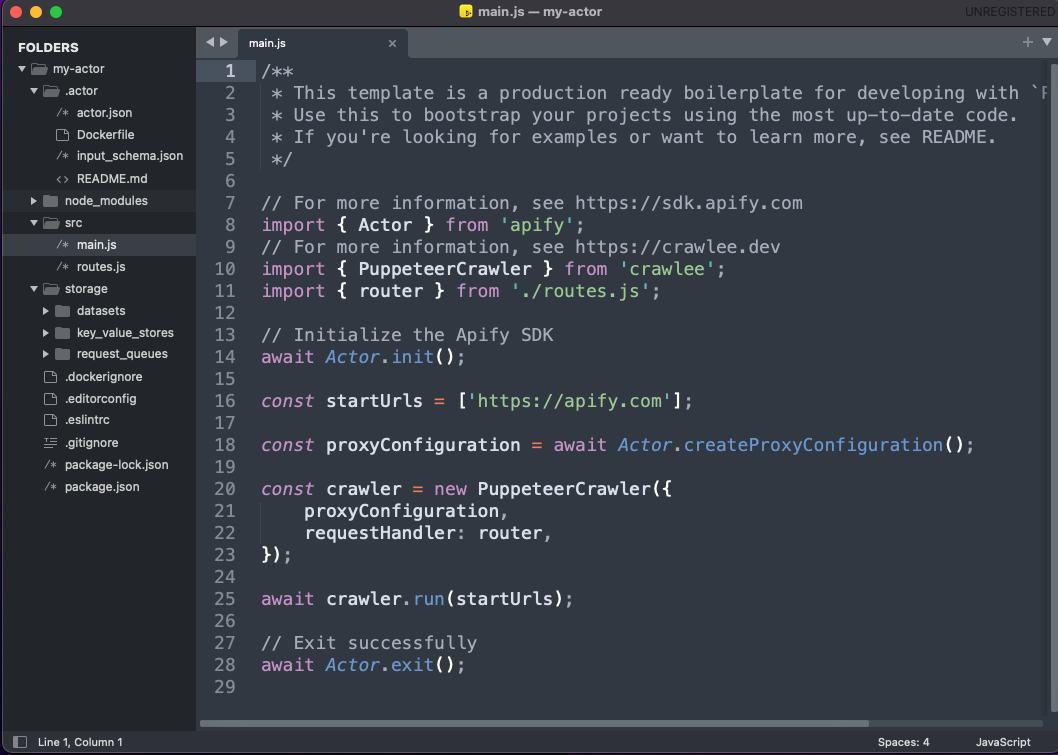 main.js — my-actor
UNREGISTERED
FOLDERS
my-actor
.actor
/* actor.json
Dockerfile
/* input_schema.json
<> README.md
node_modules
src
/* main.js
/* routes.js
storage
datasets
key_value_stores
request_queues
.dockerignore
.editorconfig
.eslintrc
.gitignore
/* package-lock.json
/* package.json
main.js
1 /**
2  * This template is a production ready boilerplate for developing with `
3  * Use this to bootstrap your projects using the most up-to-date code.
4  * If you're looking for examples or want to learn more, see README.
5  */
6
7 // For more information, see https://sdk.apify.com
8 import { Actor } from 'apify';
9 // For more information, see https://crawlee.dev
10 import { PuppeteerCrawler } from 'crawlee';
11 import { router } from './routes.js';
12
13 // Initialize the Apify SDK
14 await Actor.init();
15
16 const startUrls = ['https://apify.com'];
17
18 const proxyConfiguration = await Actor.createProxyConfiguration();
19
20 const crawler = new PuppeteerCrawler({
21     proxyConfiguration,
22     requestHandler: router,
23 });
24
25 await crawler.run(startUrls);
26
27 // Exit successfully
28 await Actor.exit();
29
Line 1, Column 1
Spaces: 4
JavaScript